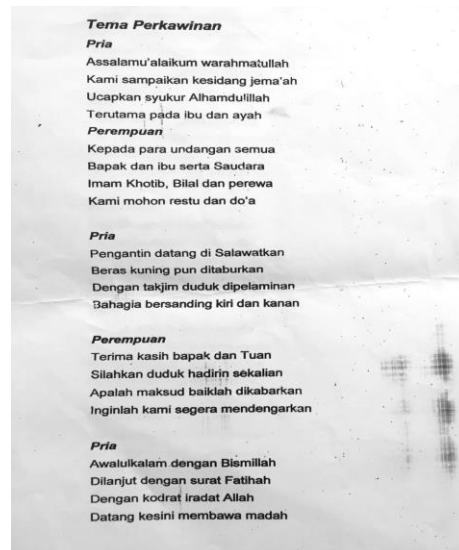 Tema Perkawinan
Pria
Assalamu'alaikum warahmatullah
Kami sampaikan kesidang jema'ah
Ucapkan syukur Alhamdulillah
Terutama pada ibu dan ayah
Perempuan
Kepada para undangan semua
Bapak dan ibu serta Saudara
Imam Khotib, Bilal dan perewa
Kami mohon restu dan do'a
Pria
Pengantin datang di Salawatkan
Beras kuning pun ditaburkan
Dengan takjim duduk dipelaminan
Bahagia bersanding kiri dan kanan
Perempuan
Terima kasih bapak dan Tuan
Silahkan duduk hadirin sekalian
Apalah maksud baiklah dikabarkan
Inginlah kami segera mendengarkan
Pria
Awalulkalam dengan Bismillah
Dilanjut dengan surat Fatihah
Dengan kodrat iradat Allah
Datang kesini membawa madah